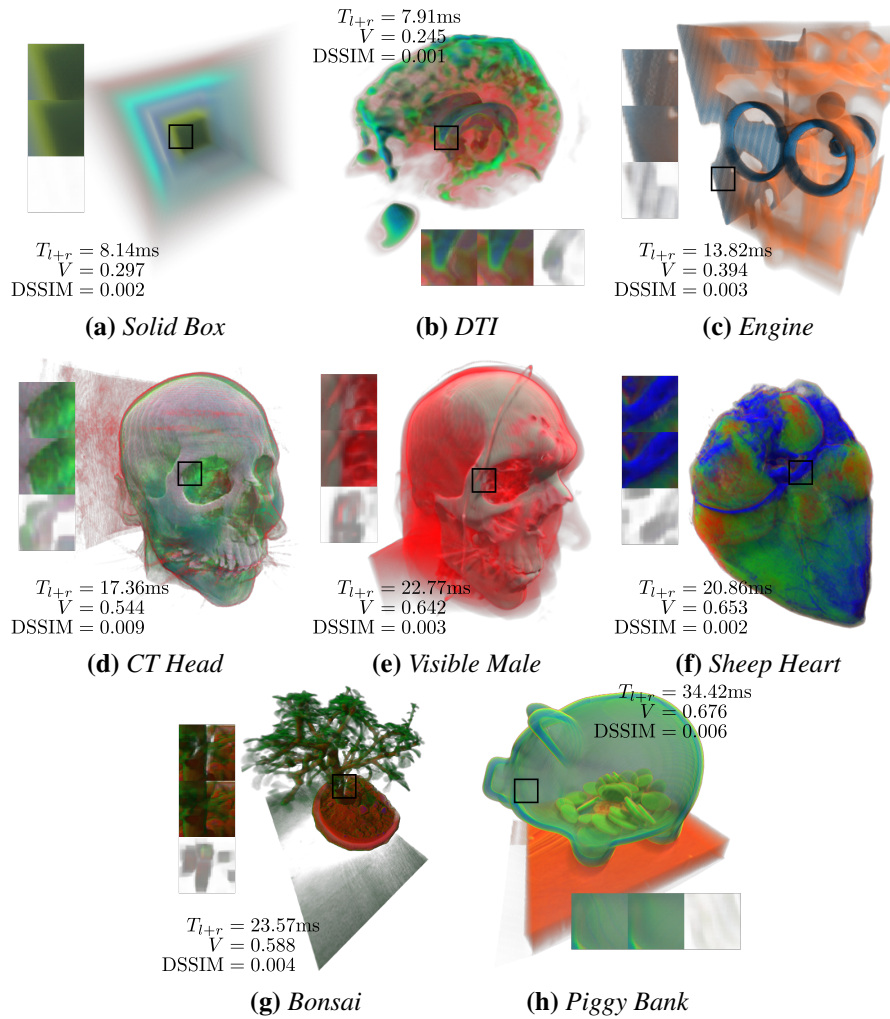 T_{l+r} = 8.14ms
V = 0.297
DSSIM = 0.002
(a) Solid Box
T_{l+r} = 7.91ms
V = 0.245
DSSIM = 0.001
(b) DTI
T_{l+r} = 13.82ms
V = 0.394
DSSIM = 0.003
(c) Engine
T_{l+r} = 17.36ms
V = 0.544
DSSIM = 0.009
(d) CT Head
T_{l+r} = 22.77ms
V = 0.642
DSSIM = 0.003
(e) Visible Male
T_{l+r} = 20.86ms
V = 0.653
DSSIM = 0.002
(f) Sheep Heart
T_{l+r} = 23.57ms
V = 0.588
DSSIM = 0.004
(g) Bonsai
T_{l+r} = 34.42ms
V = 0.676
DSSIM = 0.006
(h) Piggy Bank